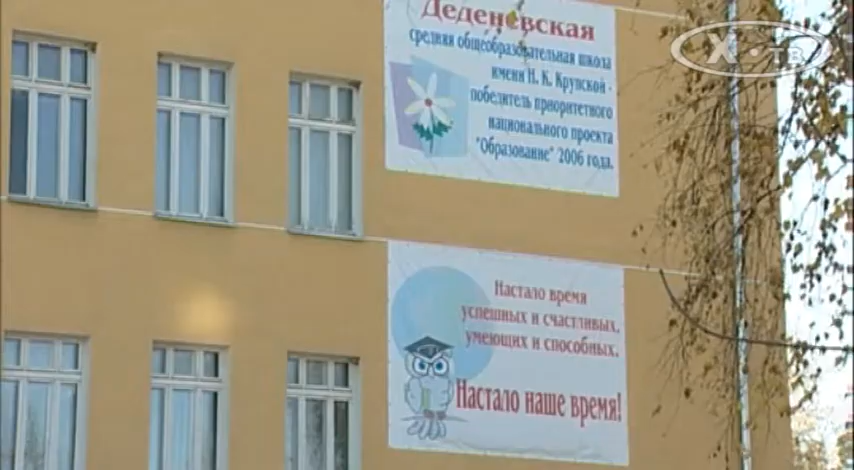 Х·ТВ
Деденевская
средняя общеобразовательная школа
имени Н. К. Крупской -
победитель приоритетного
национального проекта
"Образование" 2006 года.
Настало время
успешных и счастливых,
умеющих и способных.
Настало наше время!